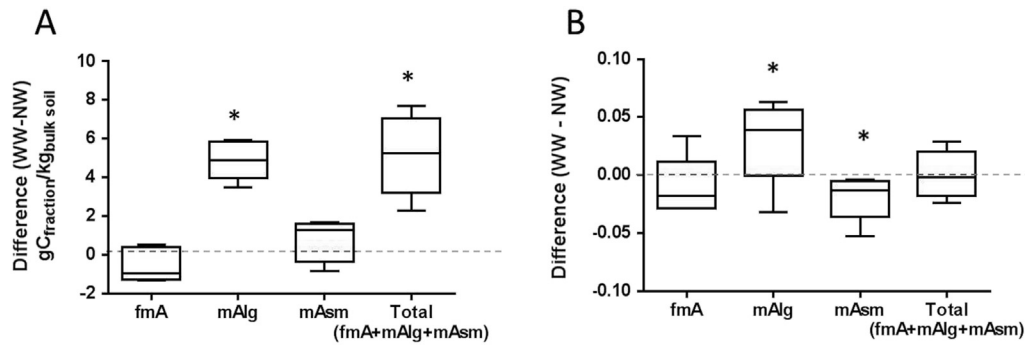 A
Difference (WW-NW)
gCfraction/kgbulk soil
10
8
6
4
2
0
-2
*
*
fmA
mAlg
mAsm
Total
(fmA+mAlg+mAsm)
B
Difference (WW - NW)
0.10
0.05
0.00
-0.05
-0.10
*
*
fmA
mAlg
mAsm
Total
(fmA+mAlg+mAsm)